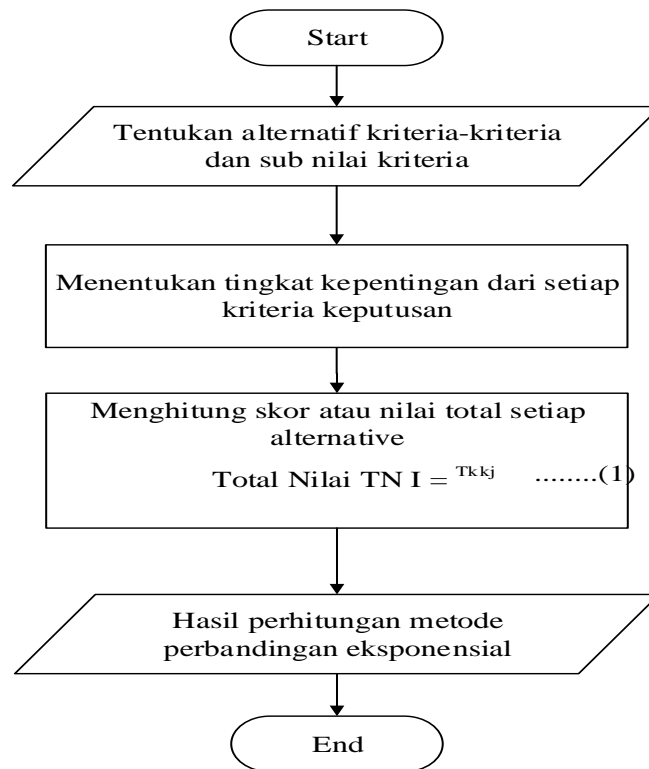 Start
Tentukan alternatif kriteria-kriteria
dan sub nilai kriteria
Menentukan tingkat kepentingan dari setiap
kriteria keputusan
Menghitung skor atau nilai total setiap
alternative
Total Nilai TN I = Tkkj ........(1)
Hasil perhitungan metode
perbandingan eksponensial
End